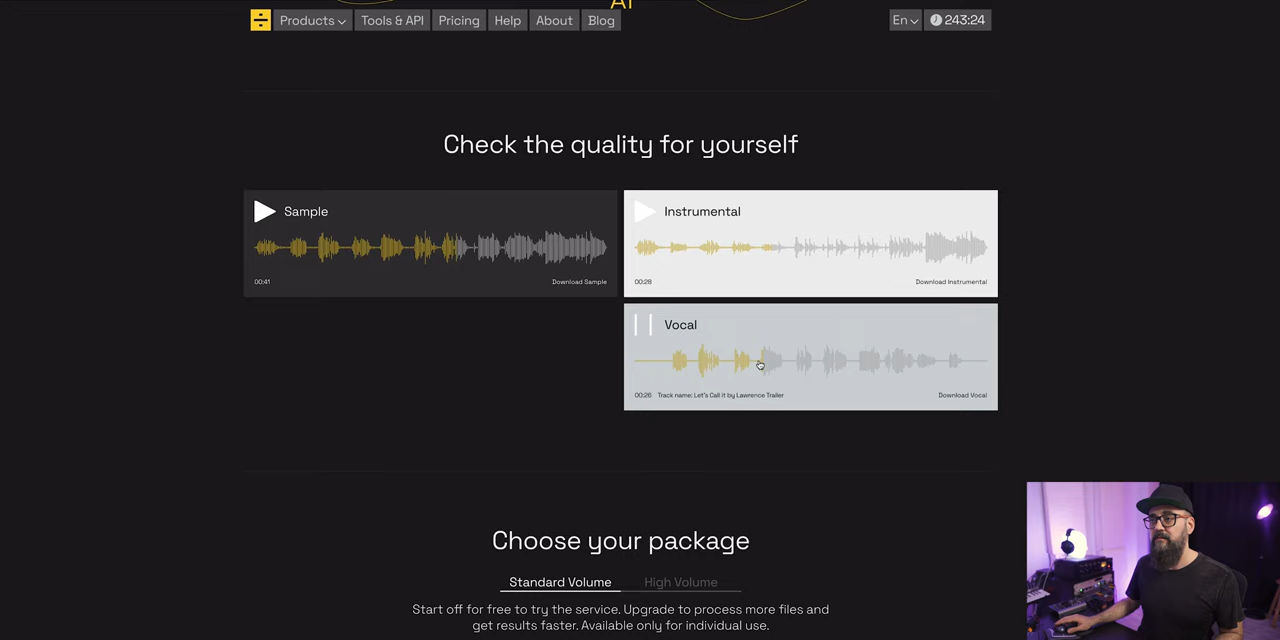 AI
Products
Tools & API
Pricing
Help
About
Blog
En
243:24
Check the quality for yourself
Sample
00:41
Download Sample
Instrumental
00:28
Download Instrumental
Vocal
00:26
Track name: Let's Call it by Lawrence Trailer
Download Vocal
Choose your package
Standard Volume
High Volume
Start off for free to try the service. Upgrade to process more files and
get results faster. Available only for individual use.